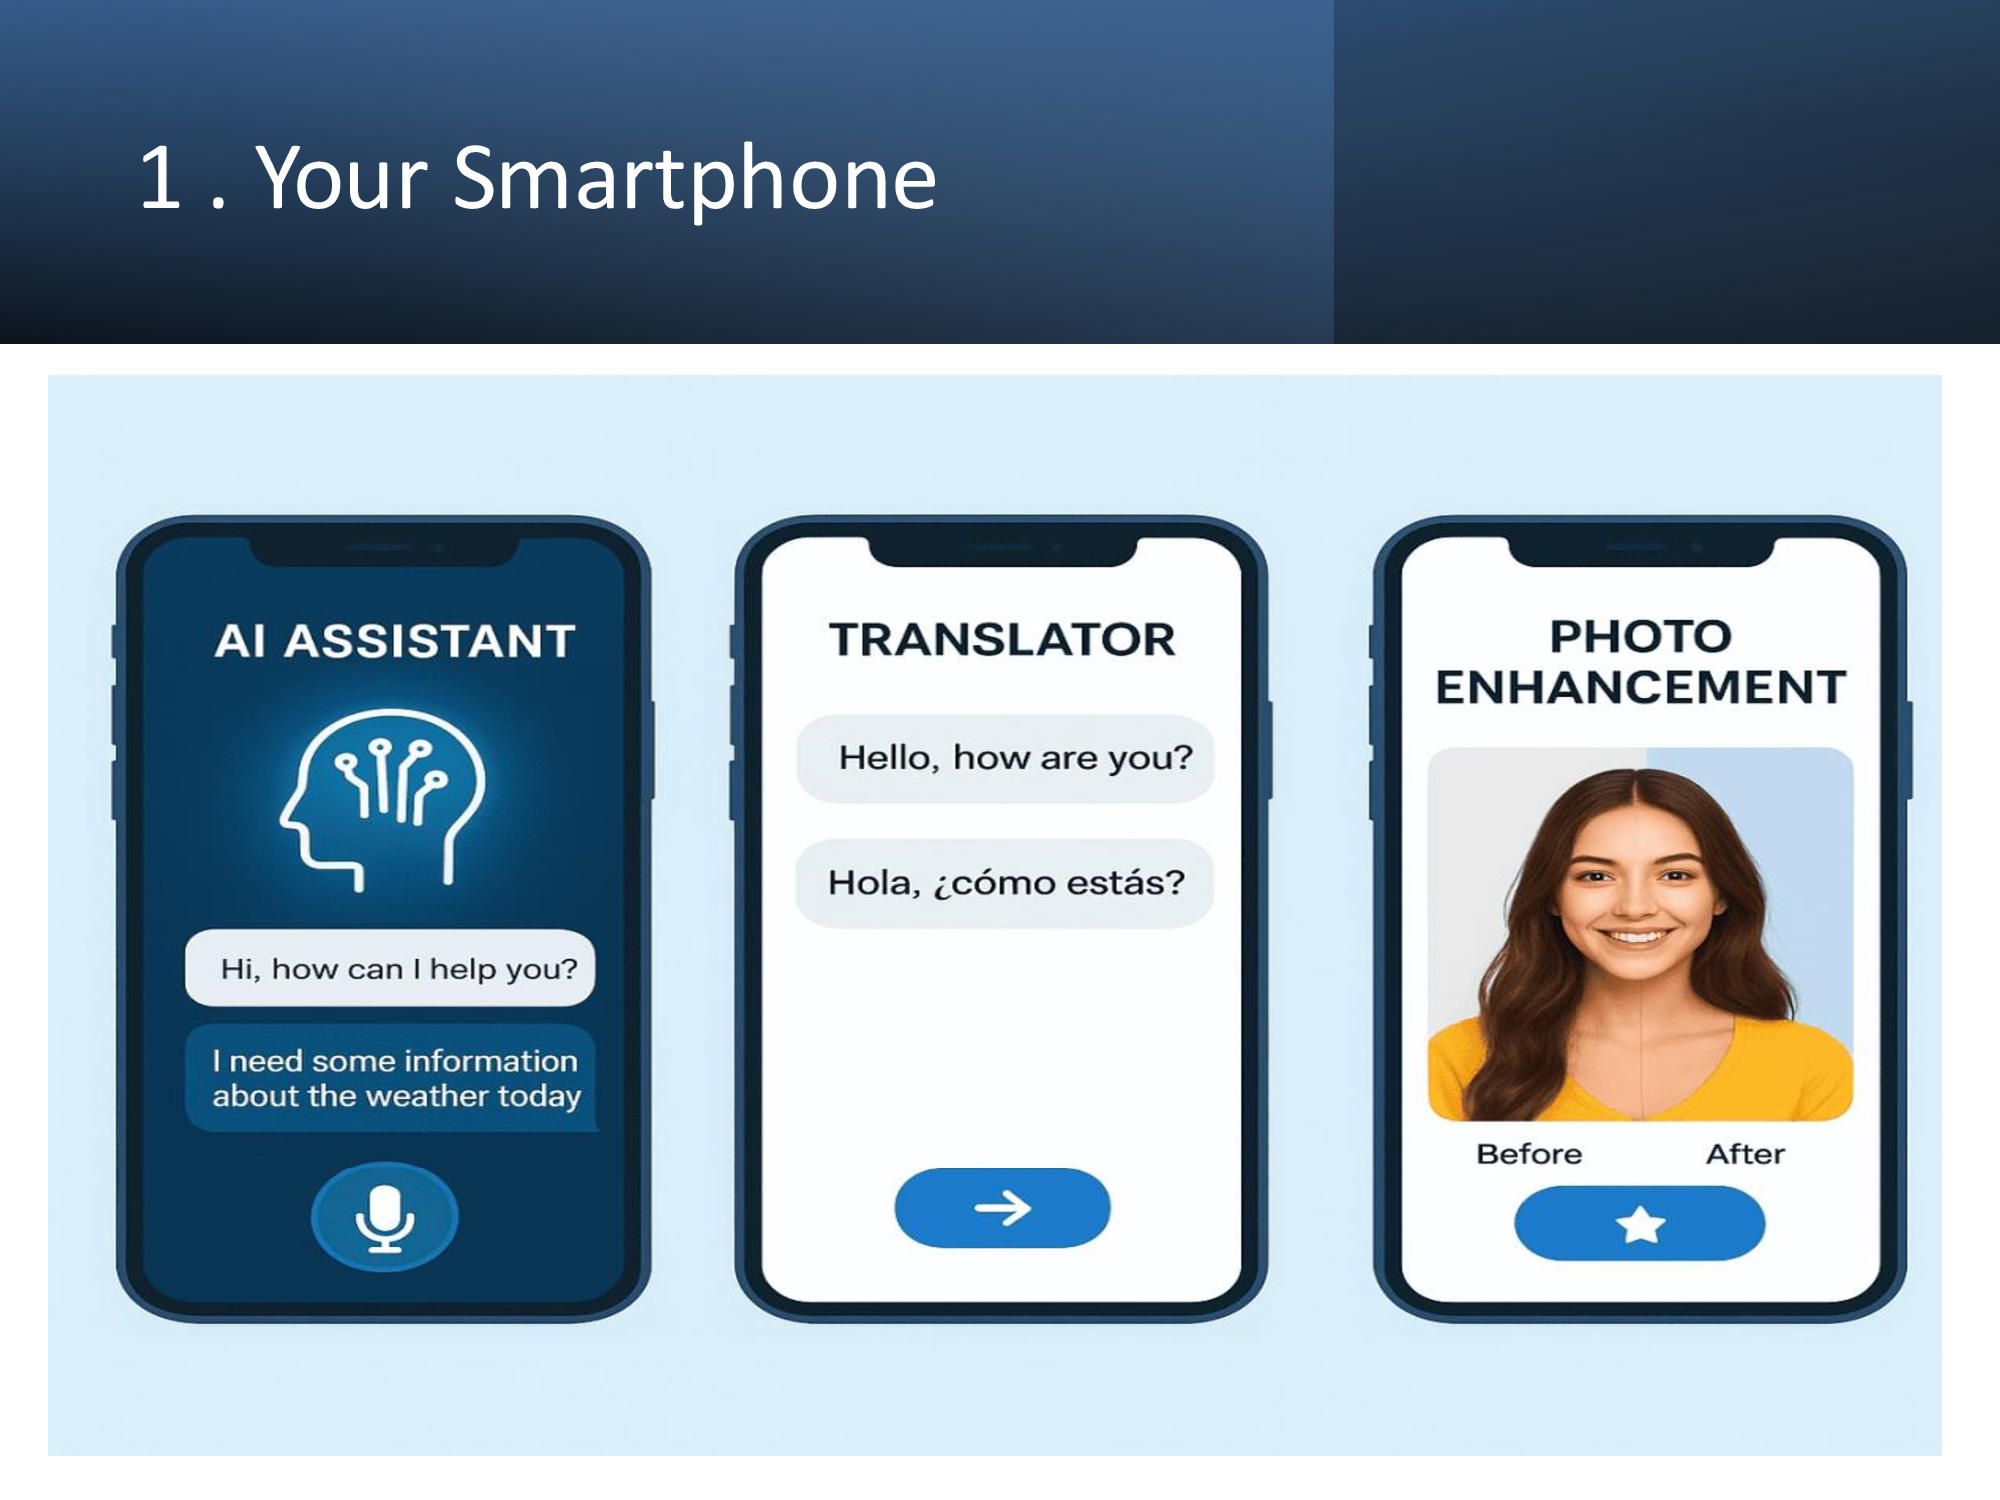 1 . Your Smartphone
AI ASSISTANT
Hi, how can I help you?
I need some information
about the weather today
TRANSLATOR
Hello, how are you?
Hola, ¿cómo estás?
PHOTO
ENHANCEMENT
Before After